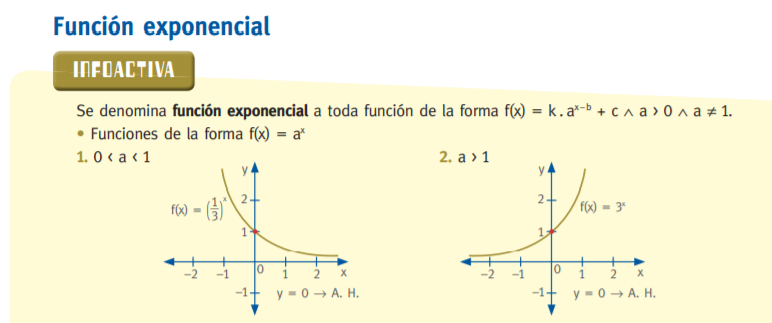 Función exponencial
INFOACTIVA
Se denomina función exponencial a toda función de la forma f(x) = k . a^(x-b) + c ∧ a > 0 ∧ a ≠ 1.
• Funciones de la forma f(x) = a^x
1. 0 < a < 1
y
2
f(x) = (1/3)^x
1
-2 -1 0 1 2 x
-1 y = 0 → A. H.
2. a > 1
y
2
f(x) = 3^x
1
-2 -1 0 1 2 x
-1 y = 0 → A. H.